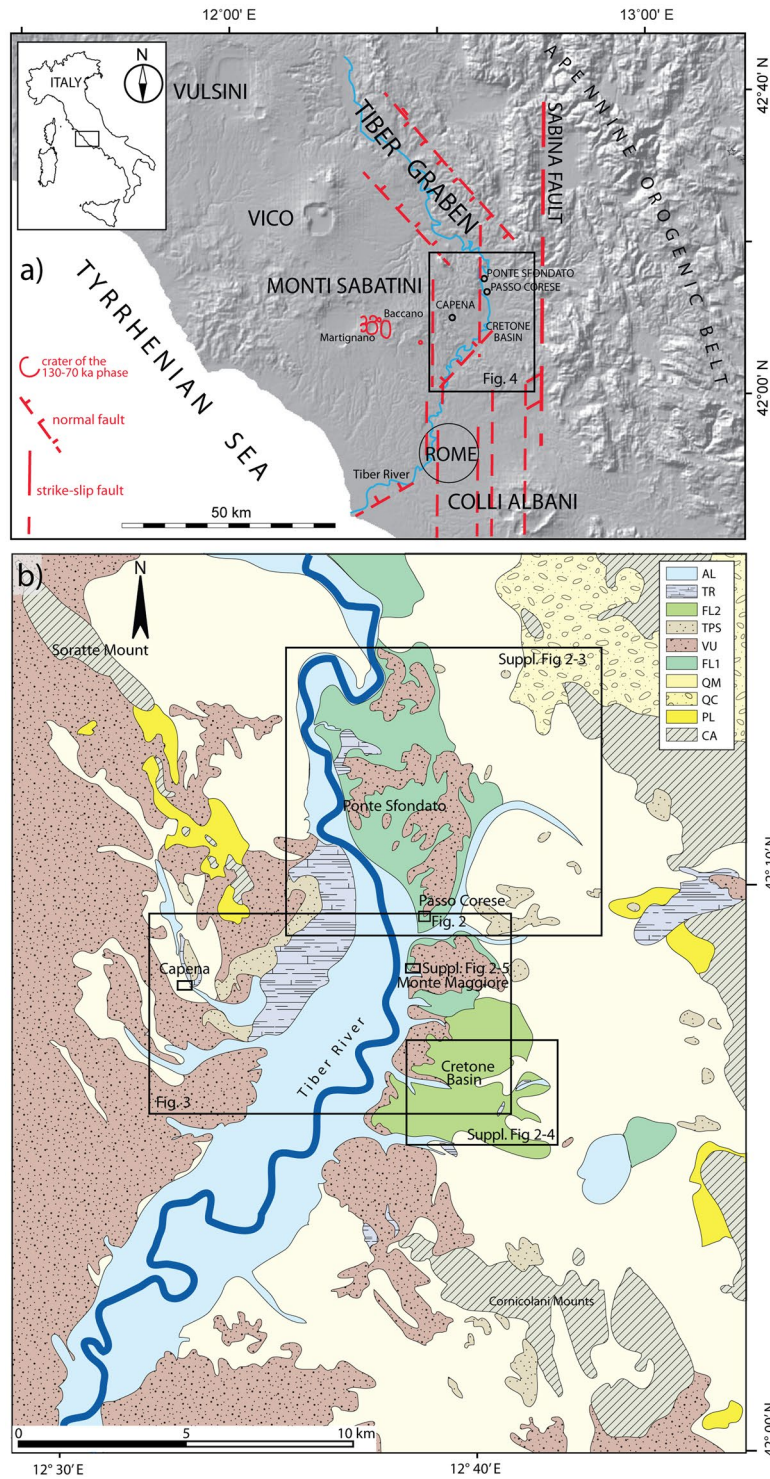 12°00' E
13°00' E
N
ITALY
VULSINI
APENNINE OROGENIC BELT
42°40' N
TIBER GRABEN
SABINA FAULT
VICO
a)
MONTI SABATINI
PONTE SFONDATO
PASSO CORESE
CAPENA
Baccano
Martignano
CRETONE
BASIN
TYRRHENIAN SEA
crater of the
130-70 ka phase
Fig. 4
42°00' N
normal fault
ROME
Tiber River
strike-slip fault
COLLI ALBANI
50 km
b)
N
AL
TR
FL2
TPS
VU
FL1
QM
QC
PL
CA
Soratte Mount
Suppl. Fig 2-3
Ponte Sfondato
42°10' N
Passo Corese
Fig. 2
Capena
Suppl: Fig 2-5
Monte Maggiore
Tiber River
Cretone
Basin
Fig. 3
Suppl. Fig 2-4
Cornicolani Mounts
0
5
10 km
42°00' N
12° 30' E
12° 40' E